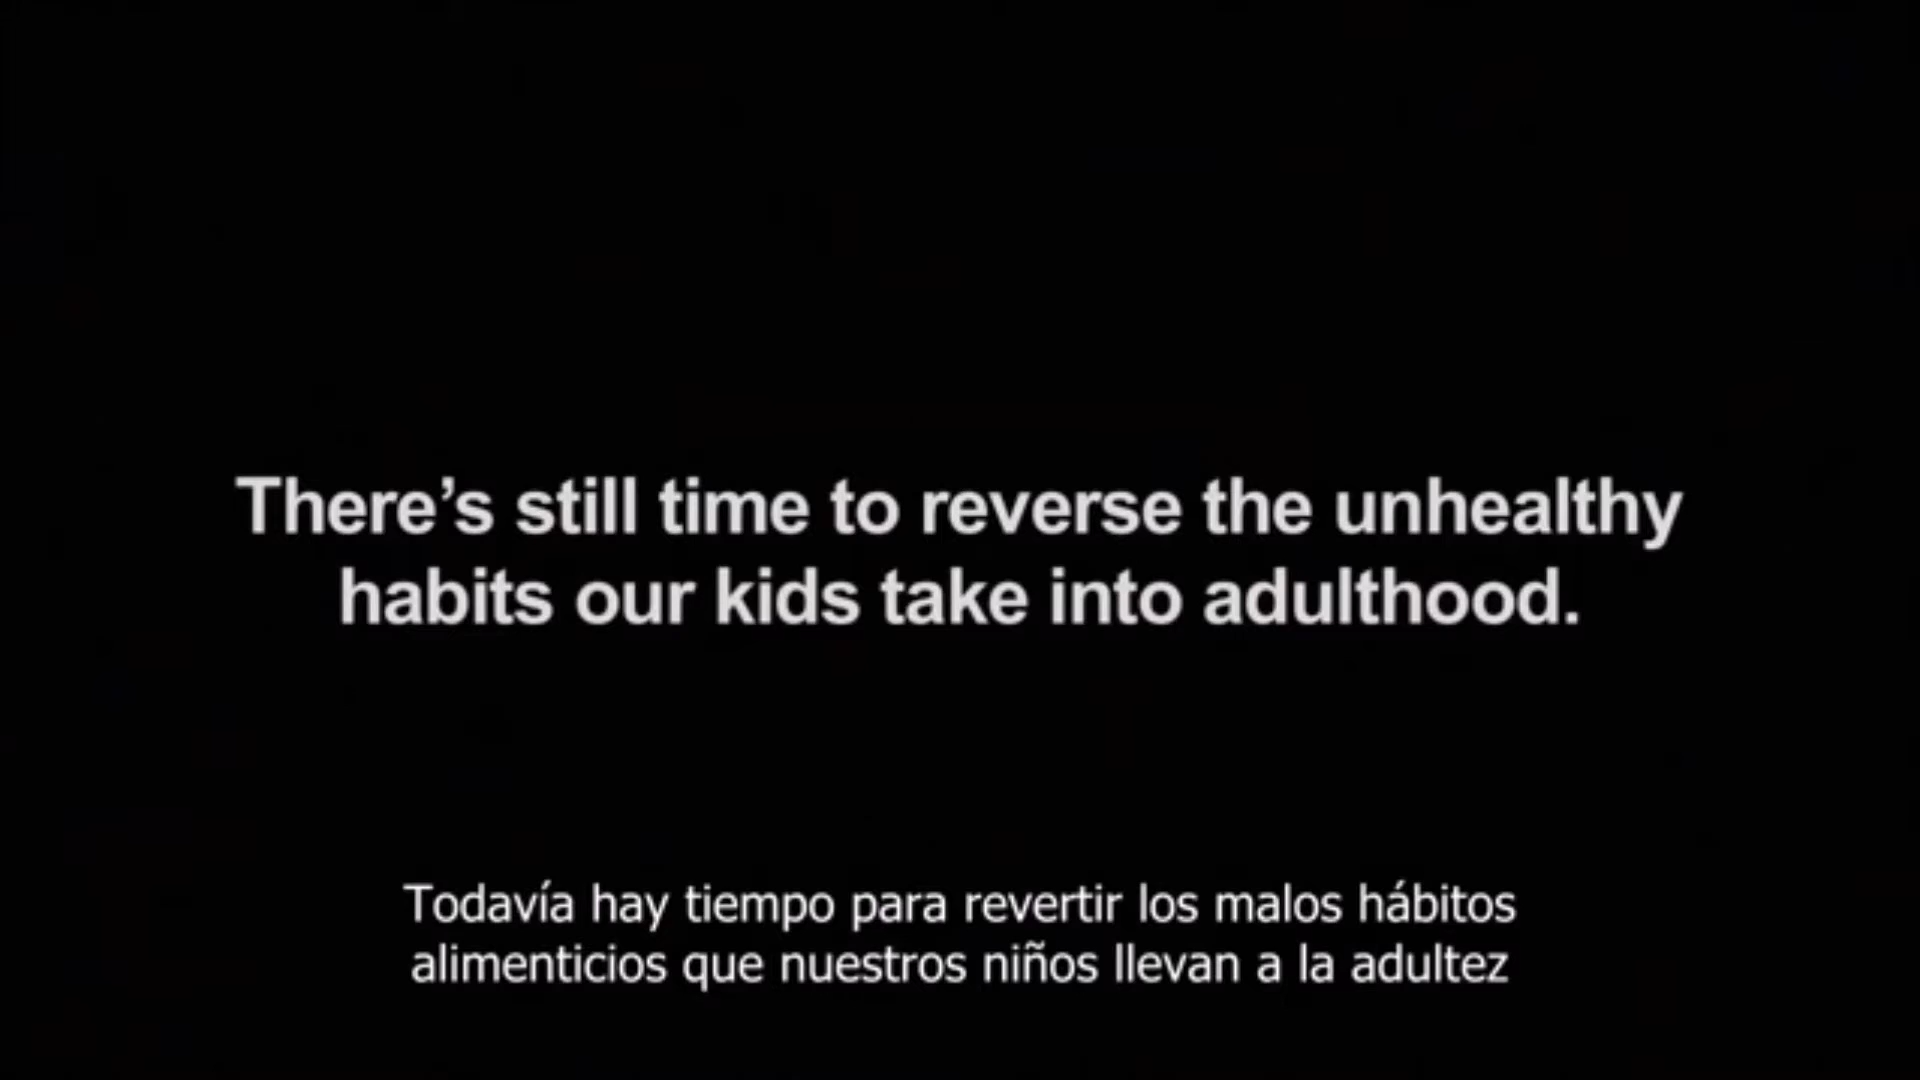 There’s still time to reverse the unhealthy
habits our kids take into adulthood.
Todavía hay tiempo para revertir los malos hábitos
alimenticios que nuestros niños llevan a la adultez